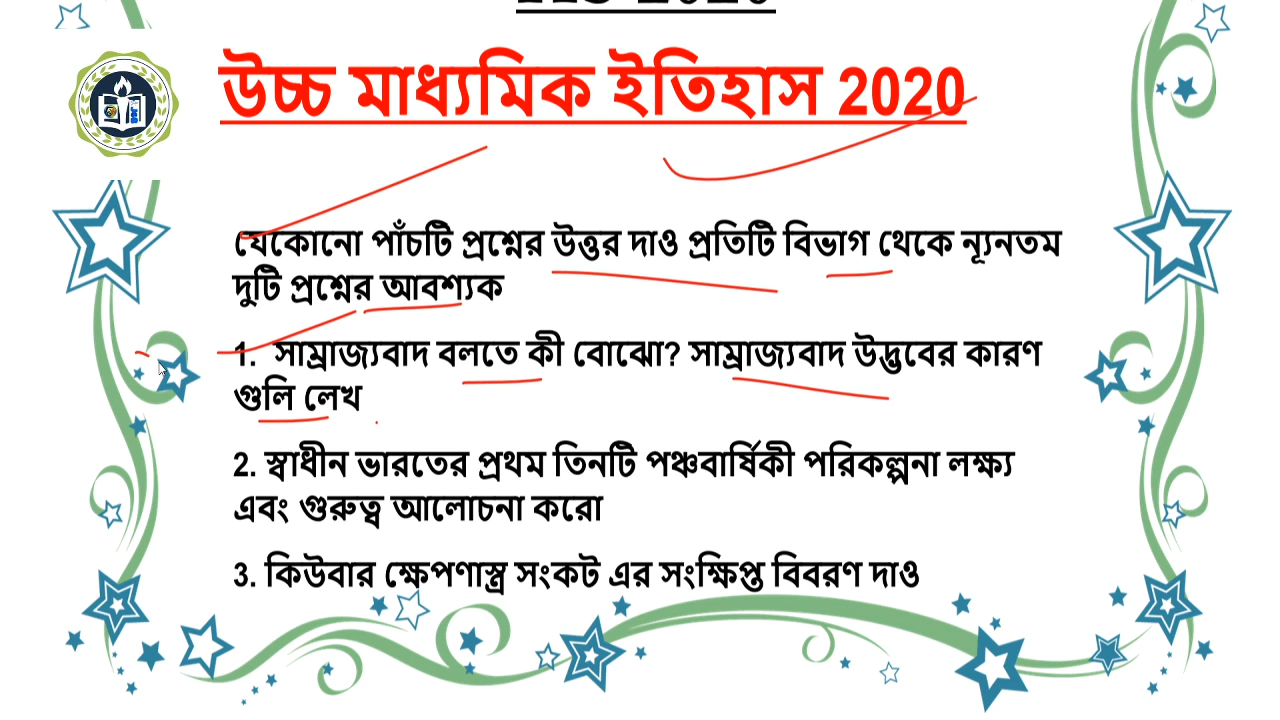 উচ্চ মাধ্যমিক ইতিহাস 2020
যেকোনো পাঁচটি প্রশ্নের উত্তর দাও প্রতিটি বিভাগ থেকে ন্যূনতম
দুটি প্রশ্নের আবশ্যক
1. সাম্রাজ্যবাদ বলতে কী বোঝো? সাম্রাজ্যবাদ উদ্ভবের কারণ
গুলি লেখ
2. স্বাধীন ভারতের প্রথম তিনটি পঞ্চবার্ষিকী পরিকল্পনা লক্ষ্য
এবং গুরুত্ব আলোচনা করো
3. কিউবার ক্ষেপণাস্ত্র সংকট এর সংক্ষিপ্ত বিবরণ দাও